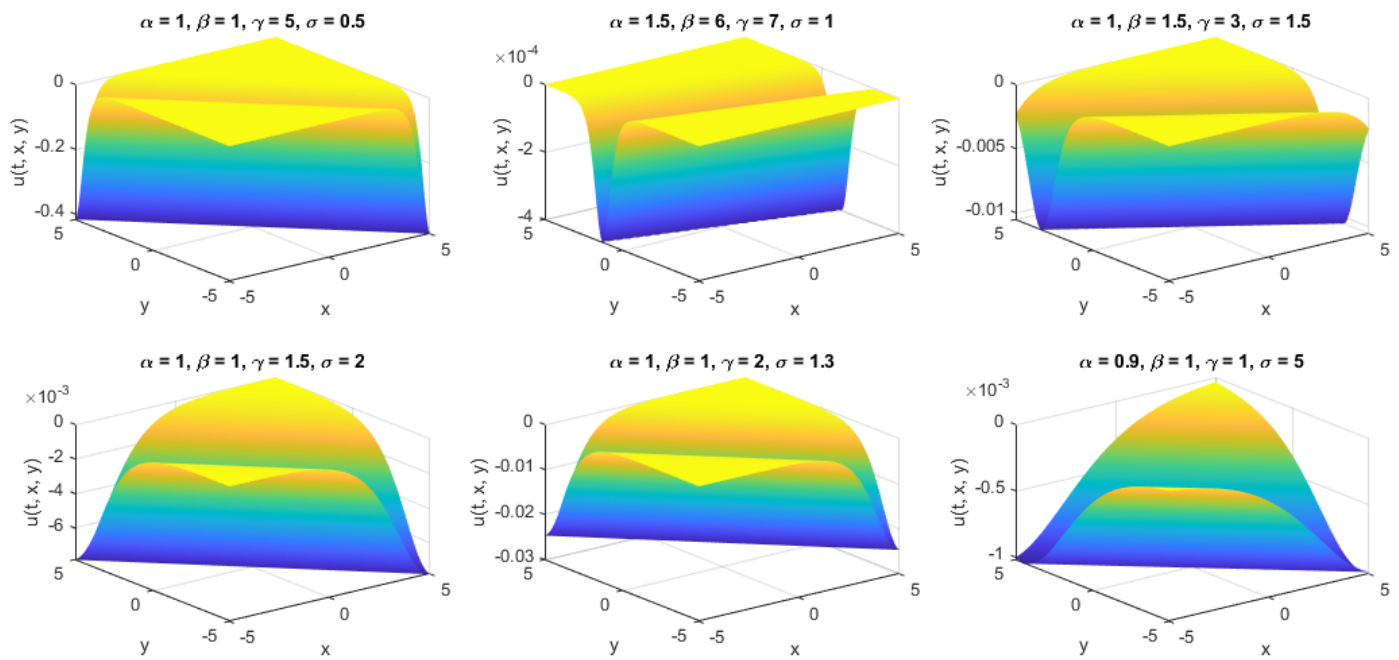 α = 1, β = 1, γ = 5, σ = 0.5
0
-0.2
-0.4
u(t, x, y)
5
0
-5
y
-5
0
5
x
α = 1.5, β = 6, γ = 7, σ = 1
×10⁻⁴
0
-2
-4
u(t, x, y)
5
0
-5
y
-5
0
5
x
α = 1, β = 1.5, γ = 3, σ = 1.5
0
-0.005
-0.01
u(t, x, y)
5
0
-5
y
-5
0
5
x
α = 1, β = 1, γ = 1.5, σ = 2
×10⁻³
0
-2
-4
-6
u(t, x, y)
5
0
-5
y
-5
0
5
x
α = 1, β = 1, γ = 2, σ = 1.3
0
-0.01
-0.02
-0.03
u(t, x, y)
5
0
-5
y
-5
0
5
x
α = 0.9, β = 1, γ = 1, σ = 5
×10⁻³
0
-0.5
-1
u(t, x, y)
5
0
-5
y
-5
0
5
x